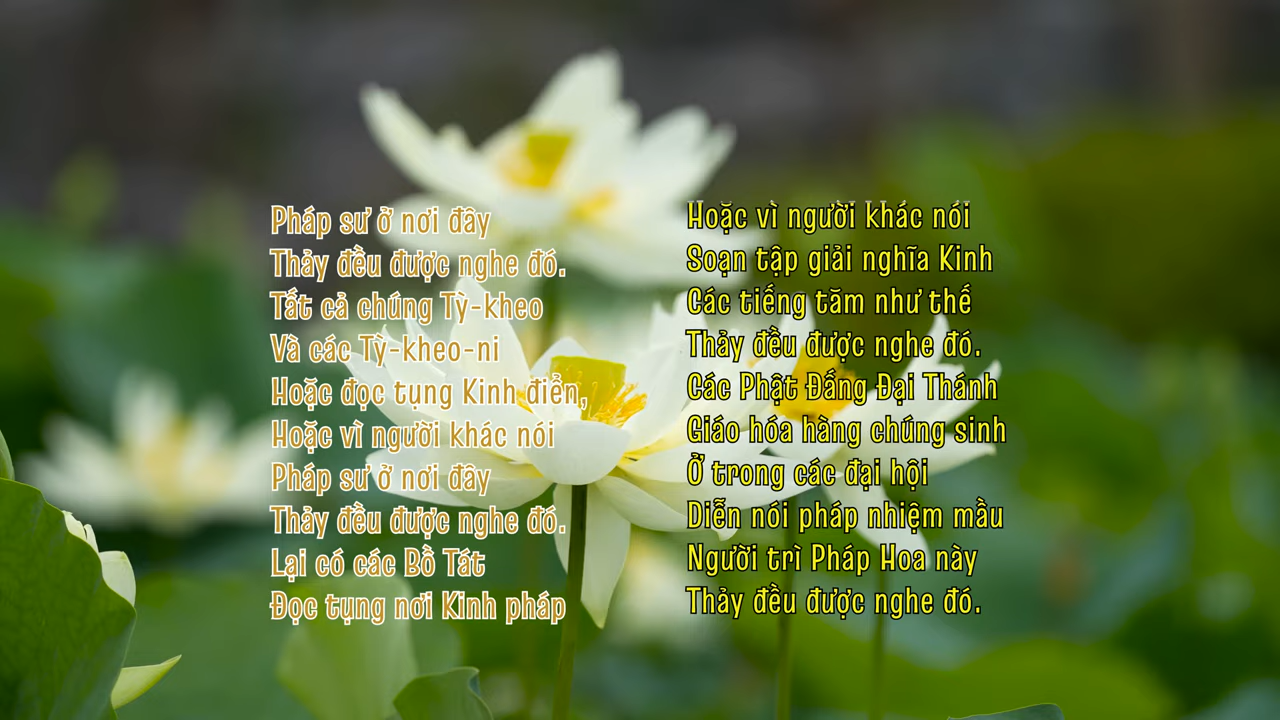 Pháp sư ở nơi đây
Thảy đều được nghe đó.
Tất cả chúng Tỳ-kheo
Và các Tỳ-kheo-ni
Hoặc đọc tụng Kinh điển,
Hoặc vì người khác nói
Pháp sư ở nơi đây
Thảy đều được nghe đó.
Lại có các Bồ Tát
Đọc tụng nơi Kinh pháp
Hoặc vì người khác nói
Soạn tập giải nghĩa Kinh
Các tiếng tăm như thế
Thảy đều được nghe đó.
Các Phật Đấng Đại Thánh
Giáo hóa hàng chúng sinh
Ở trong các đại hội
Diễn nói pháp nhiệm mầu
Người trì Pháp Hoa này
Thảy đều được nghe đó.